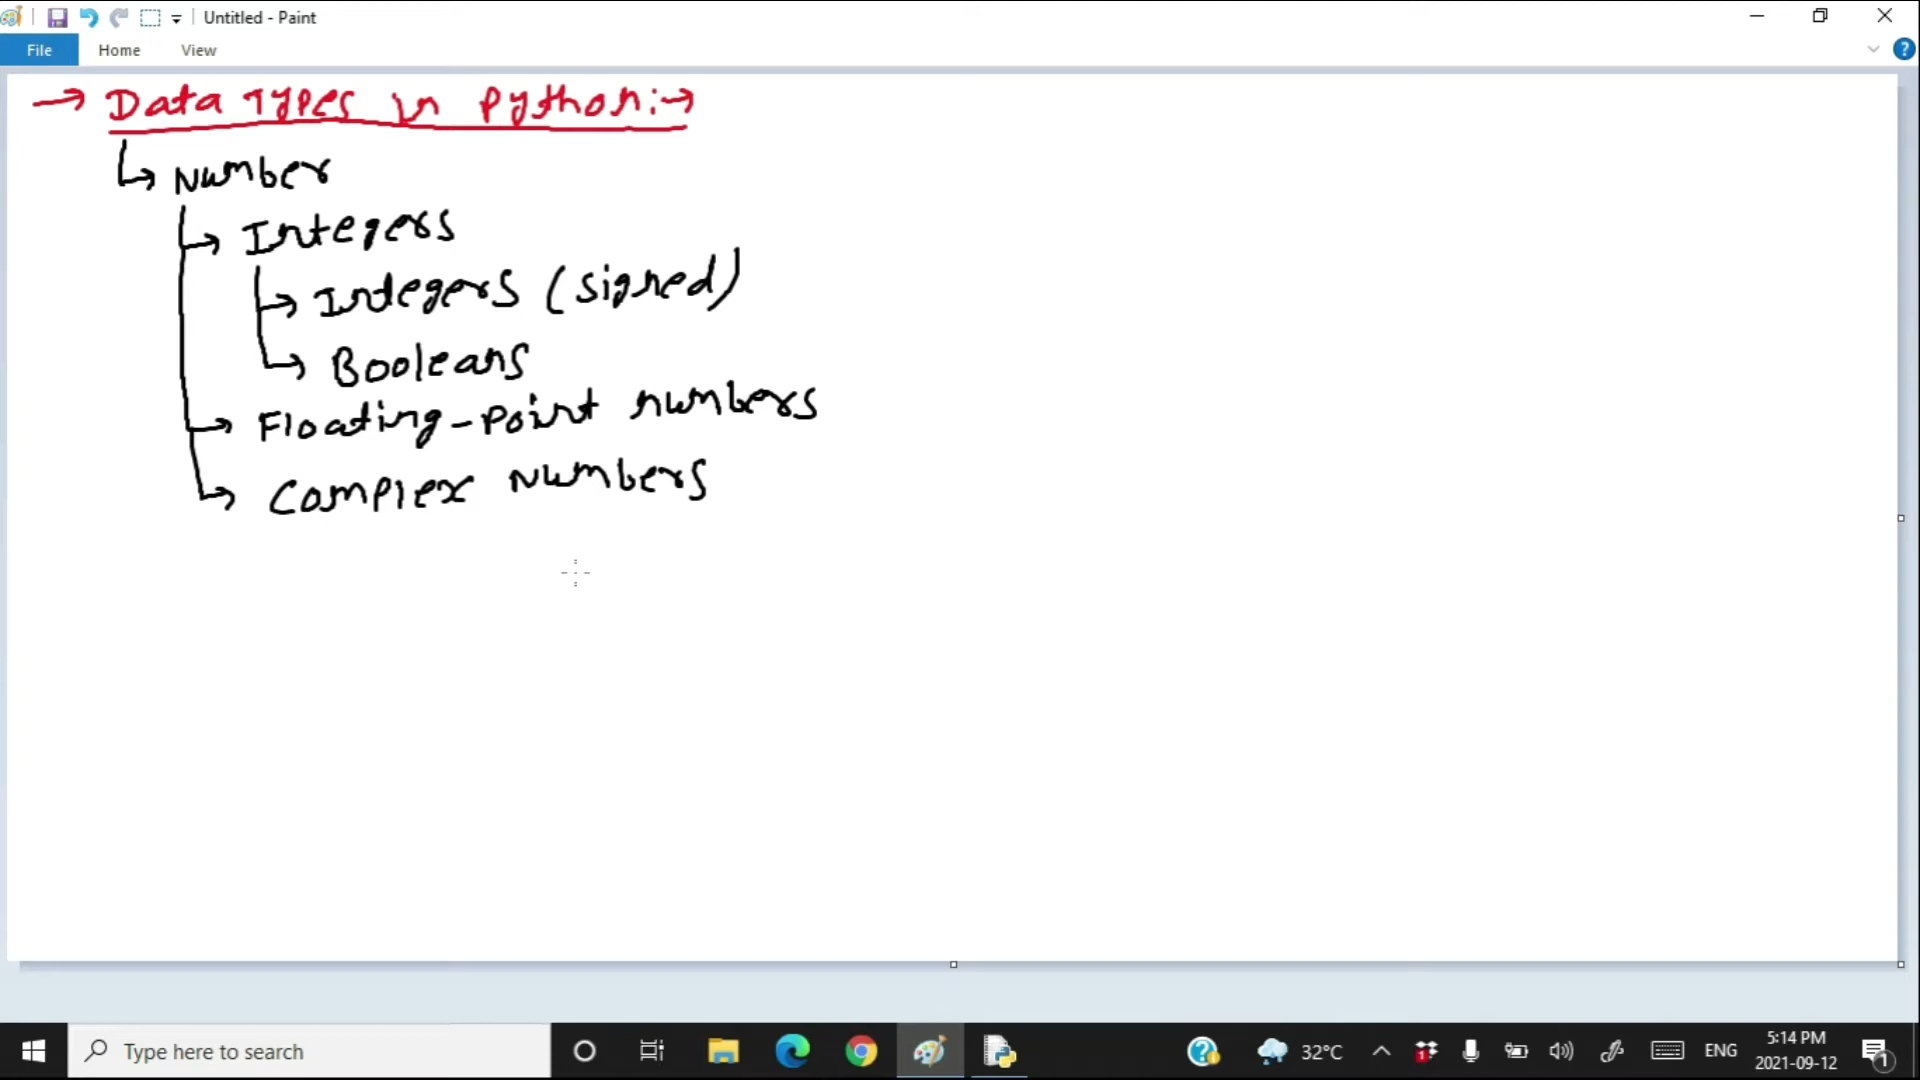 Untitled - Paint
File Home View
→ Data Types in Python:→
Number
Integers
Integers (signed)
Booleans
Floating-Point numbers
Complex Numbers
Type here to search
32°C
ENG
5:14 PM
2021-09-12
1